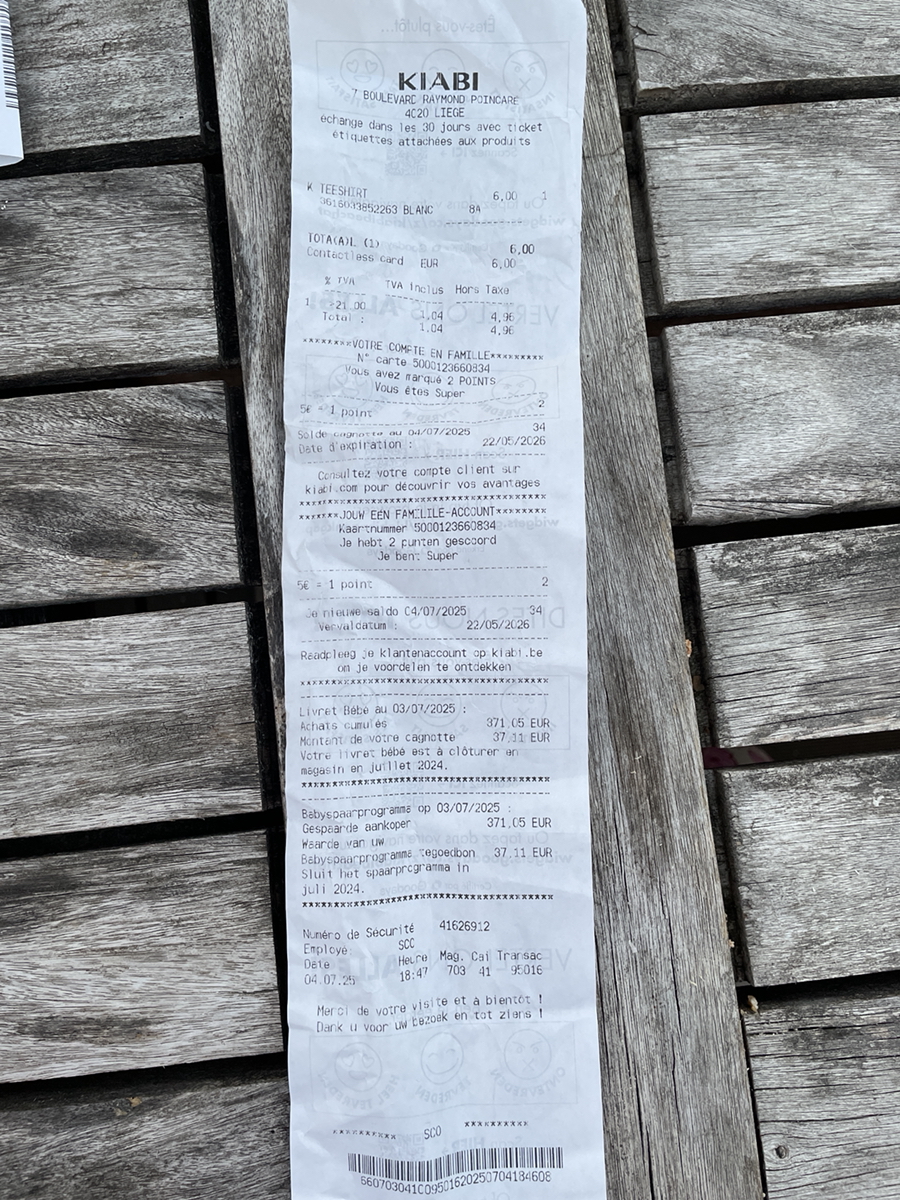 KIABI
7 BOULEVARD RAYMOND POINCARE
4020 LIEGE
échange dans les 30 jours avec ticket
étiquettes attachées aux produits
K TEESHIRT 6,00 1
3616033852263 BLANC 8A
TOTA(A)L (1) 6,00
Contactless card EUR 6,00
% TVA TVA Inclus Hors Taxe
1 >21.00 1.04 4,96
Total : 1.04 4,96
********VOTRE COMPTE EN FAMILLE********
N° carte 5000123660834
Vous avez marqué 2 POINTS
Vous êtes Super
5€ = 1 point 2
Solde cagnotte au 04/07/2025 34
Date d'expiration : 22/05/2026
Consultez votre compte client sur
kiabi.com pour découvrir vos avantages
*******JOUW EEN FAMILILE-ACCOUNT*******
Kaartnummer 5000123660834
Je hebt 2 punten gescoord
Je bent Super
5€ = 1 point 2
Je nieuwe saldo 04/07/2025 34
Vervaldatum : 22/05/2026
Raadpleeg je klantenaccount op kiabi.be
om je voordelen te ontdekken
Livret Bébé au 03/07/2025 :
Achats cumulés 371,05 EUR
Montant de votre cagnotte 37,11 EUR
Votre livret bébé est à clôturer en
magasin en juillet 2024.
Babyspaarprogramma op 03/07/2025 :
Gespaarde aankoper 371,05 EUR
Waarde van uw
Babyspaarprogramma tegoedbon 37,11 EUR
Sluit het spaarprogramma in
juli 2024.
Numéro de Sécurité 41626912
Employé SCO
Date Heure Mag. Cai Transac
04.07.25 18:47 703 41 95016
Merci de votre visite et à bientôt !
Dank u voor uw bezoek en tot ziens !
********** SCO **********
660703041009501620250704184608